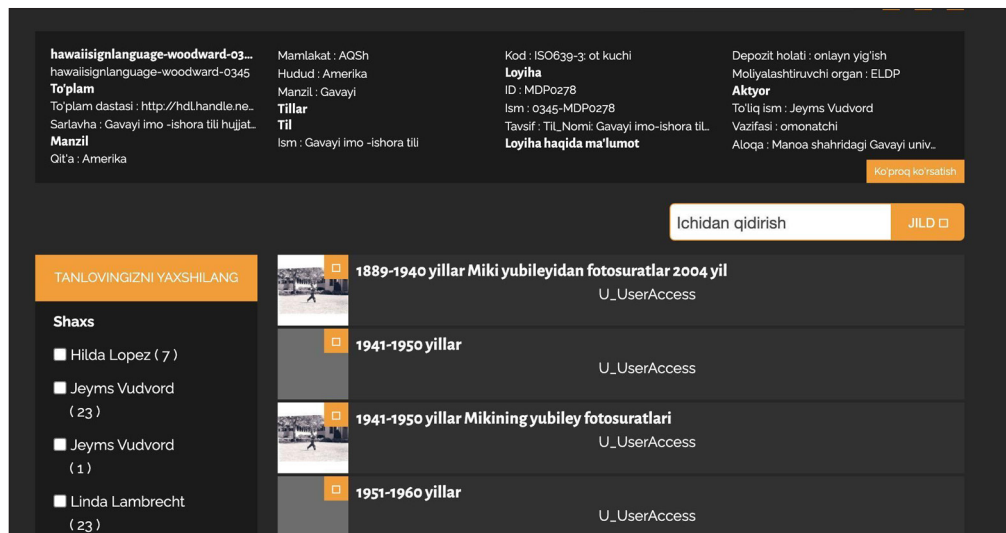 hawaiisignlanguage-woodward-03...
hawaiisignlanguage-woodward-0345
To'plam
To'plam dastasi : http://hdl.handle.ne...
Sarlavha : Gavayi imo -ishora tili hujjat...
Manzil
Qit'a : Amerika
Mamlakat : AQSh
Hudud : Amerika
Manzil : Gavayi
Tillar
Til
Ism : Gavayi imo -ishora tili
Kod : ISO639-3: ot kuchi
Loyiha
ID : MDP0278
Ism : 0345-MDP0278
Tavsif : Til_Nomi: Gavayi imo-ishora til...
Loyiha haqida ma'lumot
Depozit holati : onlayn yig'ish
Moliyalashtiruvchi organ : ELDP
Aktyor
To'liq ism : Jeyms Vudvord
Vazifasi : omonatchi
Aloqa : Manoa shahridagi Gavayi univ...
Ko'proq ko'rsatish
Ichidan qidirish
JILD
TANLOVINGIZNI YAXSHILANG
Shaxs
Hilda Lopez ( 7 )
Jeyms Vudvord
( 23 )
Jeyms Vudvord
( 1 )
Linda Lambrecht
( 23 )
1889-1940 yillar Miki yubileyidan fotosuratlar 2004 yil
U_UserAccess
1941-1950 yillar
U_UserAccess
1941-1950 yillar Mikining yubiley fotosuratlari
U_UserAccess
1951-1960 yillar
U_UserAccess